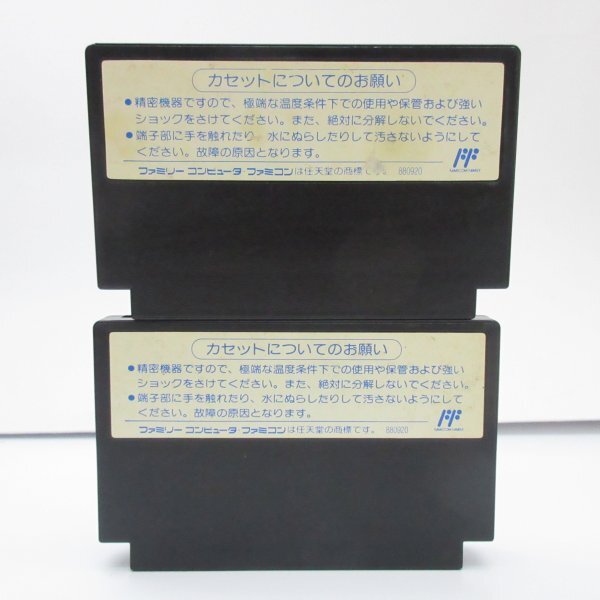 カセットについてのお願い
●精密機器ですので、極端な温度条件下での使用や保管および強い
ショックをさけてください。また、絶対に分解しないでください。
●端子部に手を触れたり、水にぬらしたりして汚さないようにして
ください。故障の原因となります。
ファミリーコンピュータ・ファミコンは任天堂の商標です。 880920
カセットについてのお願い
●精密機器ですので、極端な温度条件下での使用や保管および強い
ショックをさけてください。また、絶対に分解しないでください。
●端子部に手を触れたり、水にぬらしたりして汚さないようにして
ください。故障の原因となります。
ファミリーコンピュータ・ファミコンは任天堂の商標です。 880920